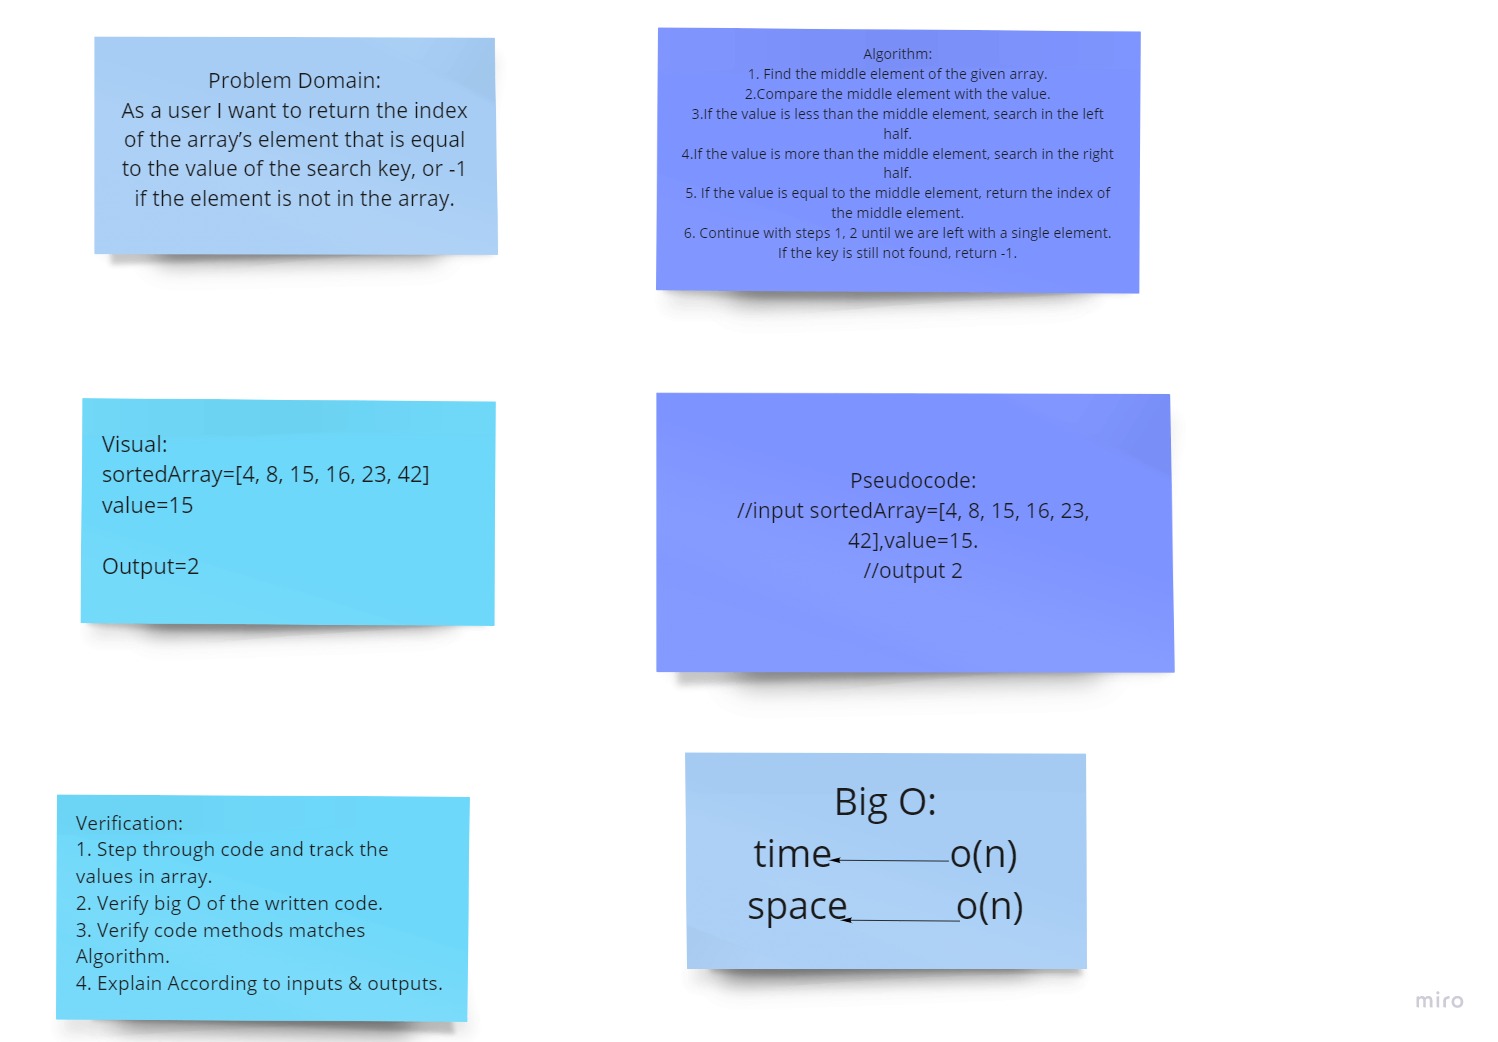 Problem Domain:
As a user I want to return the index
of the array’s element that is equal
to the value of the search key, or -1
if the element is not in the array.
Algorithm:
1. Find the middle element of the given array.
2.Compare the middle element with the value.
3.If the value is less than the middle element, search in the left
half.
4.If the value is more than the middle element, search in the right
half.
5. If the value is equal to the middle element, return the index of
the middle element.
6. Continue with steps 1, 2 until we are left with a single element.
If the key is still not found, return -1.
Visual:
sortedArray=[4, 8, 15, 16, 23, 42]
value=15
Output=2
Pseudocode:
//input sortedArray=[4, 8, 15, 16, 23,
42],value=15.
//output 2
Verification:
1. Step through code and track the
values in array.
2. Verify big O of the written code.
3. Verify code methods matches
Algorithm.
4. Explain According to inputs & outputs.
Big O:
time o(n)
space o(n)
miro